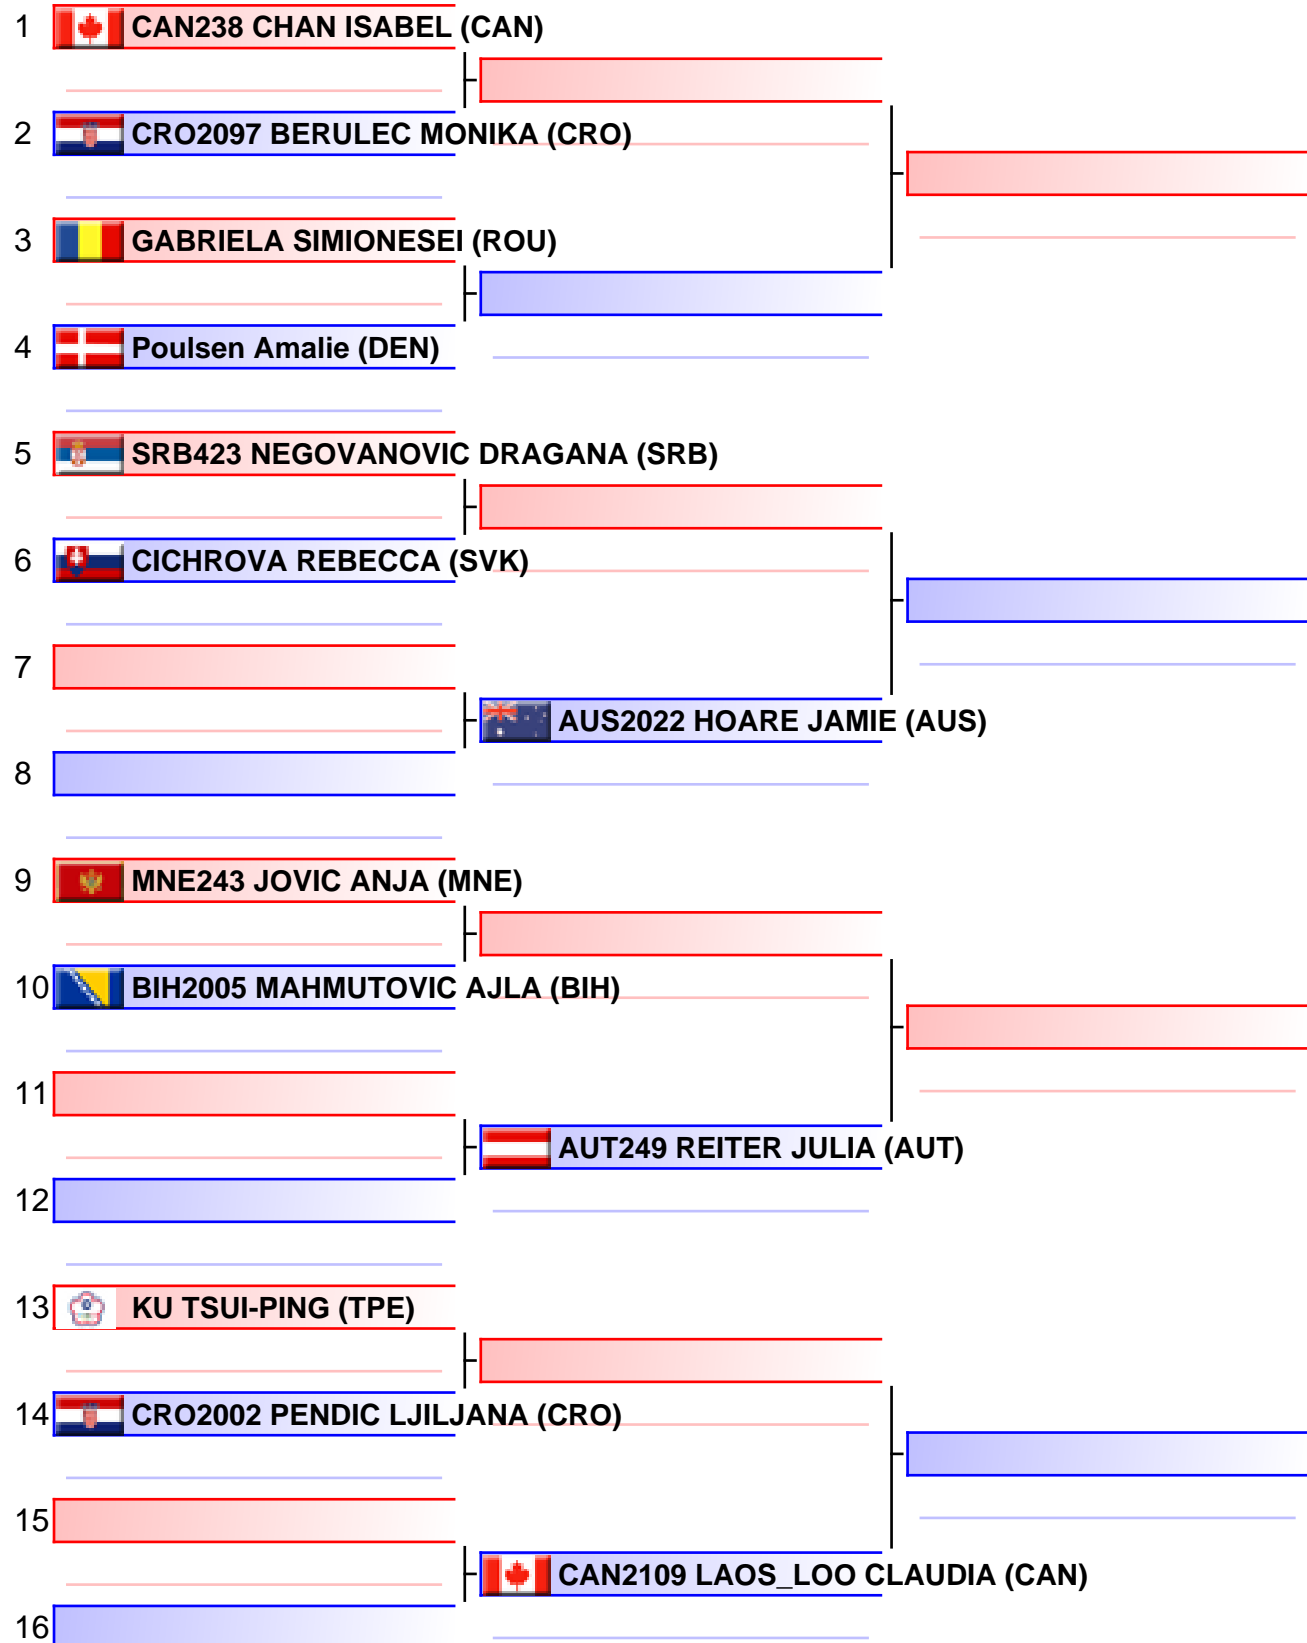 1 CAN238 CHAN ISABEL (CAN)
2 CRO2097 BERULEC MONIKA (CRO)
3 GABRIELA SIMIONESEI (ROU)
4 Poulsen Amalie (DEN)
5 SRB423 NEGOVANOVIC DRAGANA (SRB)
6 CICHROVA REBECCA (SVK)
7
AUS2022 HOARE JAMIE (AUS)
8
9 MNE243 JOVIC ANJA (MNE)
10 BIH2005 MAHMUTOVIC AJLA (BIH)
11
AUT249 REITER JULIA (AUT)
12
13 KU TSUI-PING (TPE)
14 CRO2002 PENDIC LJILJANA (CRO)
15
CAN2109 LAOS_LOO CLAUDIA (CAN)
16